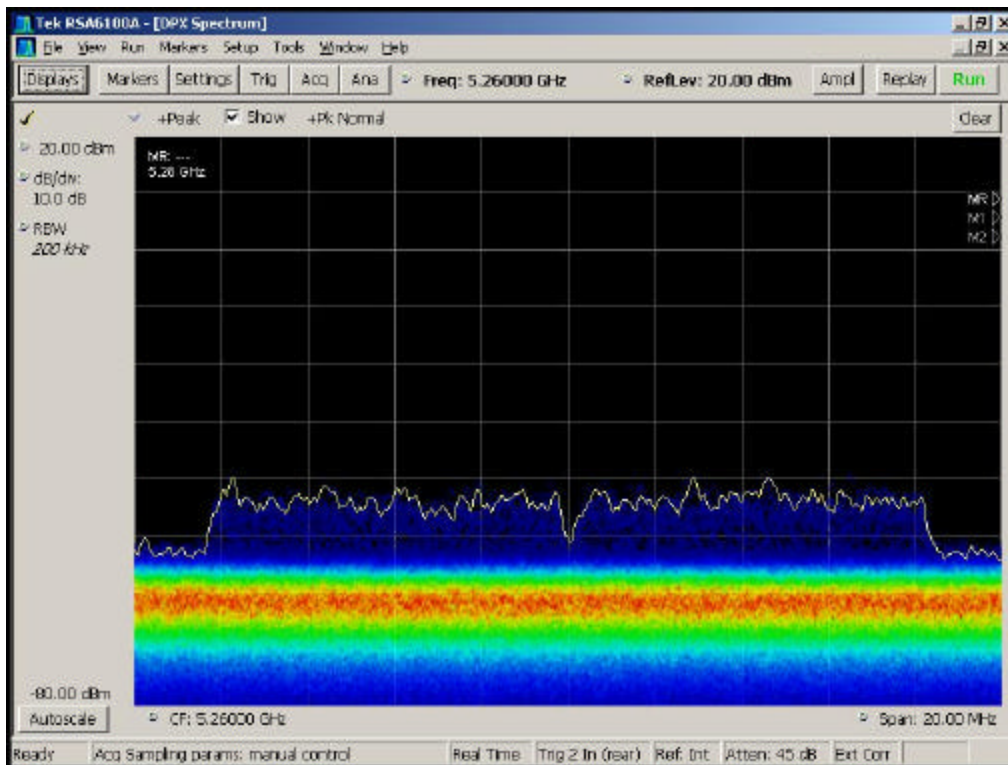 Tek RSA6100A - [DPX Spectrum]
File View Run Markers Setup Tools Window Help
Displays Markers Settings Trig Acq Ana Freq: 5.26000 GHz RefLev: 20.00 dBm Ampl Replay Run
+Peak Show +Pk Normal Clear
20.00 dBm
dB/div:
10.0 dB
RBW
200 kHz
MR: ---
5.26 GHz
MR
M1
M2
-80.00 dBm
Autoscale CF: 5.26000 GHz Span: 20.00 MHz
Ready Acq Sampling params: manual control Real Time Trig 2 In (rear) Ref: Int Atten: 45 dB Ext Corr